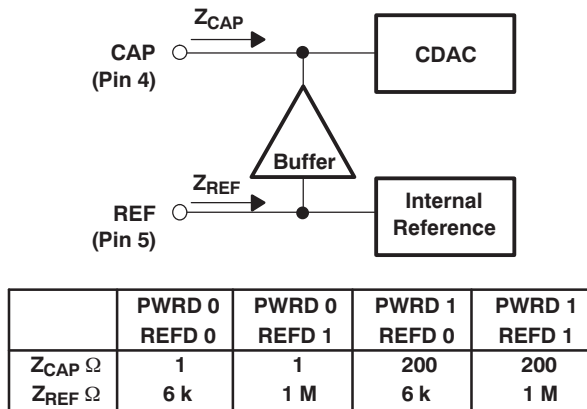 Z_CAP
CAP
(Pin 4)
CDAC
Buffer
Z_REF
REF
(Pin 5)
Internal
Reference
PWRD 0 PWRD 0 PWRD 1 PWRD 1
REFD 0 REFD 1 REFD 0 REFD 1
Z_CAP Ω 1 1 200 200
Z_REF Ω 6 k 1 M 6 k 1 M